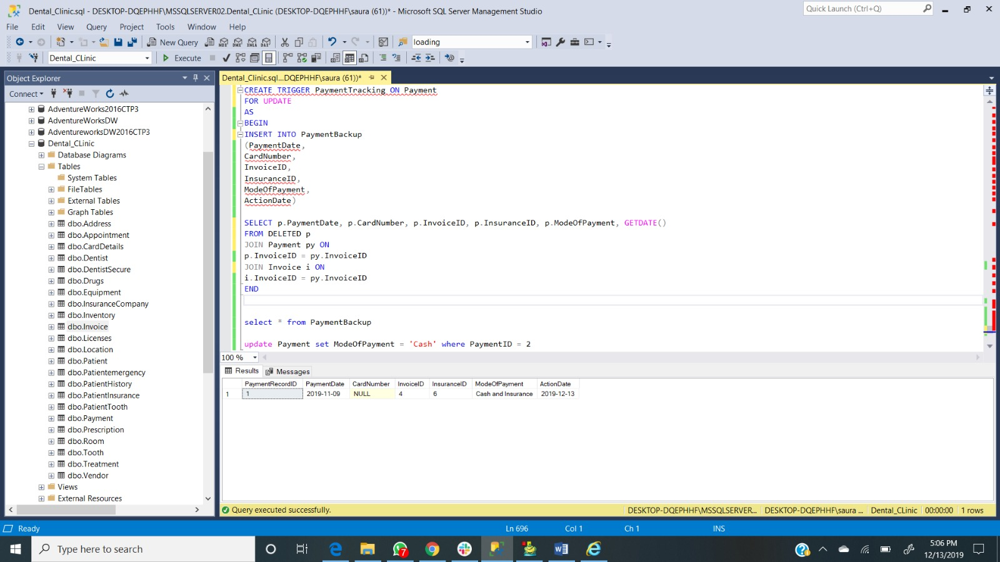 Dental_Clinic.sql - DESKTOP-DQEPHHF\MSSQLSERVER02.Dental_CLinic (DESKTOP-DQEPHHF\saura (61))* - Microsoft SQL Server Management Studio
Quick Launch (Ctrl+Q)
File Edit View Query Project Tools Window Help
New Query
MDX DMX XMLA DAX
loading
Dental_CLinic
Execute
Object Explorer
Connect
AdventureWorks2016CTP3
AdventureWorksDW
AdventureworksDW2016CTP3
Dental_CLinic
Database Diagrams
Tables
System Tables
FileTables
External Tables
Graph Tables
dbo.Address
dbo.Appointment
dbo.CardDetails
dbo.Dentist
dbo.DentistSecure
dbo.Drugs
dbo.Equipment
dbo.InsuranceCompany
dbo.Inventory
dbo.Invoice
dbo.Licenses
dbo.Location
dbo.Patient
dbo.Patientemergency
dbo.PatientHistory
dbo.PatientInsurance
dbo.PatientTooth
dbo.Payment
dbo.Prescription
dbo.Room
dbo.Tooth
dbo.Treatment
dbo.Vendor
Views
External Resources
Dental_Clinic.sql...DQEPHHF\saura (61))*
CREATE TRIGGER PaymentTracking ON Payment
FOR UPDATE
AS
BEGIN
INSERT INTO PaymentBackup
(PaymentDate,
CardNumber,
InvoiceID,
InsuranceID,
ModeOfPayment,
ActionDate)
SELECT p.PaymentDate, p.CardNumber, p.InvoiceID, p.InsuranceID, p.ModeOfPayment, GETDATE()
FROM DELETED p
JOIN Payment py ON
p.InvoiceID = py.InvoiceID
JOIN Invoice i ON
i.InvoiceID = py.InvoiceID
END
select * from PaymentBackup
update Payment set ModeOfPayment = 'Cash' where PaymentID = 2
100 %
Results Messages
PaymentRecordID PaymentDate CardNumber InvoiceID InsuranceID ModeOfPayment ActionDate
1 1 2019-11-09 NULL 4 6 Cash and Insurance 2019-12-13
Query executed successfully.
DESKTOP-DQEPHHF\MSSQLSERVER... DESKTOP-DQEPHHF\saura ... Dental_CLinic 00:00:00 1 rows
Ready Ln 696 Col 1 Ch 1 INS
Type here to search
7
5:06 PM
12/13/2019